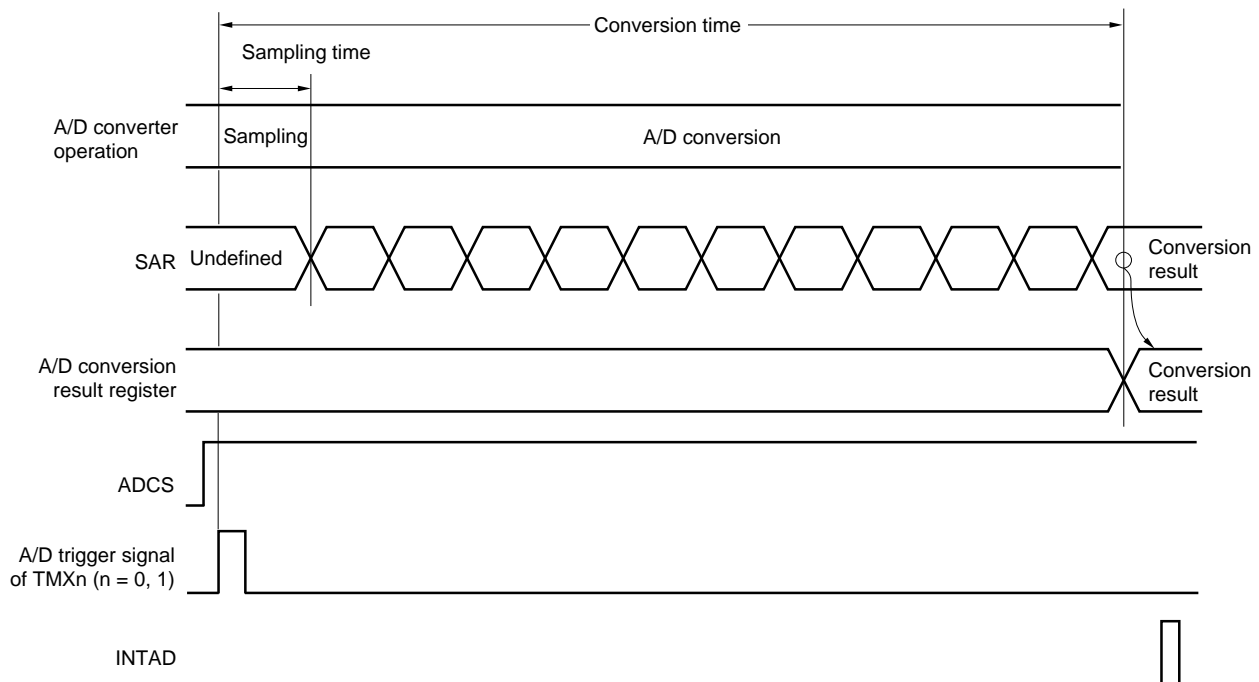 Conversion time
Sampling time
A/D converter
operation
Sampling
A/D conversion
SAR
Undefined
Conversion
result
A/D conversion
result register
Conversion
result
ADCS
A/D trigger signal
of TMXn (n = 0, 1)
INTAD